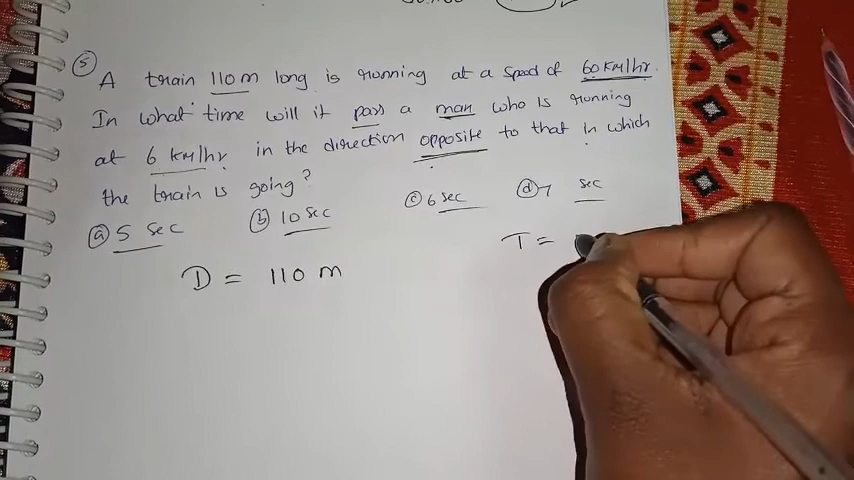 ⑤ A train 110m long is running at a speed of 60 km/hr.
In what time will it pass a man who is running
at 6 km/hr in the direction opposite to that in which
the train is going?
ⓐ 5 sec ⓑ 10 sec ⓒ 6 sec ⓓ 7 sec
D = 110 m T =